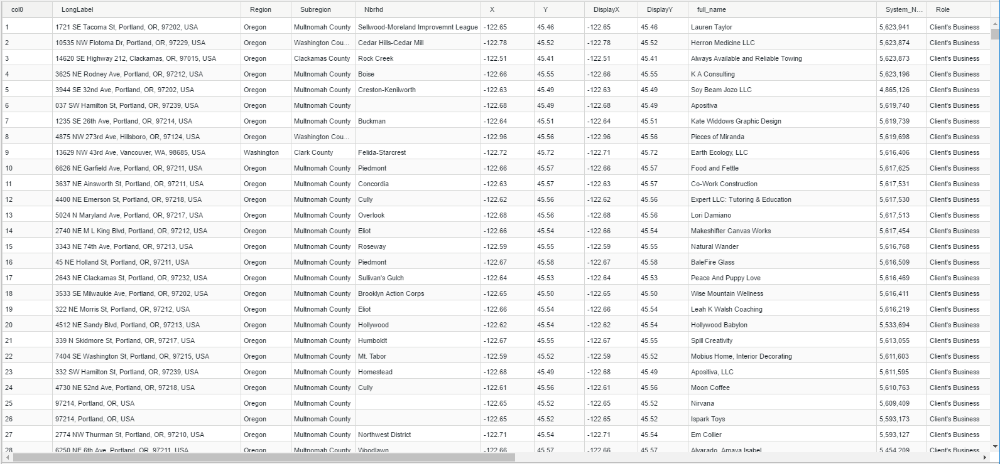 col0 LongLabel Region Subregion Nbrhd X Y DisplayX DisplayY full_name System_N... Role
1 1721 SE Tacoma St, Portland, OR, 97202, USA Oregon Multnomah County Sellwood-Moreland Improvemnt League -122.65 45.46 -122.65 45.46 Lauren Taylor 5,623,941 Client's Business
2 10535 NW Flotoma Dr, Portland, OR, 97229, USA Oregon Washington Cou... Cedar Hills-Cedar Mill -122.78 45.52 -122.78 45.52 Herron Medicine LLC 5,623,874 Client's Business
3 14620 SE Highway 212, Clackamas, OR, 97015, USA Oregon Clackamas County Rock Creek -122.51 45.41 -122.51 45.41 Always Available and Reliable Towing 5,623,873 Client's Business
4 3625 NE Rodney Ave, Portland, OR, 97212, USA Oregon Multnomah County Boise -122.66 45.55 -122.66 45.55 K A Consulting 5,623,196 Client's Business
5 3944 SE 32nd Ave, Portland, OR, 97202, USA Oregon Multnomah County Creston-Kenilworth -122.63 45.49 -122.63 45.49 Soy Beam Jozo LLC 4,865,126 Client's Business
6 037 SW Hamilton St, Portland, OR, 97239, USA Oregon Multnomah County -122.68 45.49 -122.68 45.49 Apositiva 5,619,740 Client's Business
7 1235 SE 26th Ave, Portland, OR, 97214, USA Oregon Multnomah County Buckman -122.64 45.51 -122.64 45.51 Kate Widdows Graphic Design 5,619,739 Client's Business
8 4875 NW 273rd Ave, Hillsboro, OR, 97124, USA Oregon Washington Cou... -122.96 45.56 -122.96 45.56 Pieces of Miranda 5,619,698 Client's Business
9 13629 NW 43rd Ave, Vancouver, WA, 98685, USA Washington Clark County Felida-Starcrest -122.72 45.72 -122.71 45.72 Earth Ecology, LLC 5,616,406 Client's Business
10 6626 NE Garfield Ave, Portland, OR, 97211, USA Oregon Multnomah County Piedmont -122.66 45.57 -122.66 45.57 Food and Fettle 5,617,625 Client's Business
11 3637 NE Ainsworth St, Portland, OR, 97211, USA Oregon Multnomah County Concordia -122.63 45.57 -122.63 45.57 Co-Work Construction 5,617,531 Client's Business
12 4400 NE Emerson St, Portland, OR, 97218, USA Oregon Multnomah County Cully -122.62 45.56 -122.62 45.56 Expert LLC: Tutoring & Education 5,617,530 Client's Business
13 5024 N Maryland Ave, Portland, OR, 97217, USA Oregon Multnomah County Overlook -122.68 45.56 -122.68 45.56 Lori Damiano 5,617,513 Client's Business
14 2740 NE M L King Blvd, Portland, OR, 97212, USA Oregon Multnomah County Eliot -122.66 45.54 -122.66 45.54 Makeshifter Canvas Works 5,617,454 Client's Business
15 3343 NE 74th Ave, Portland, OR, 97213, USA Oregon Multnomah County Roseway -122.59 45.55 -122.59 45.55 Natural Wander 5,616,768 Client's Business
16 45 NE Holland St, Portland, OR, 97211, USA Oregon Multnomah County Piedmont -122.67 45.58 -122.67 45.58 BaleFire Glass 5,616,509 Client's Business
17 2643 NE Clackamas St, Portland, OR, 97232, USA Oregon Multnomah County Sullivan's Gulch -122.64 45.53 -122.64 45.53 Peace And Puppy Love 5,616,469 Client's Business
18 3533 SE Milwaukie Ave, Portland, OR, 97202, USA Oregon Multnomah County Brooklyn Action Corps -122.65 45.50 -122.65 45.50 Wise Mountain Wellness 5,616,411 Client's Business
19 322 NE Morris St, Portland, OR, 97212, USA Oregon Multnomah County Eliot -122.66 45.54 -122.66 45.54 Leah K Walsh Coaching 5,616,219 Client's Business
20 4512 NE Sandy Blvd, Portland, OR, 97213, USA Oregon Multnomah County Hollywood -122.62 45.54 -122.62 45.54 Hollywood Babylon 5,533,694 Client's Business
21 339 N Skidmore St, Portland, OR, 97217, USA Oregon Multnomah County Humboldt -122.67 45.55 -122.67 45.55 Spill Creativity 5,613,055 Client's Business
22 7404 SE Washington St, Portland, OR, 97215, USA Oregon Multnomah County Mt. Tabor -122.59 45.52 -122.59 45.52 Mobius Home, Interior Decorating 5,611,603 Client's Business
23 332 SW Hamilton St, Portland, OR, 97239, USA Oregon Multnomah County Homestead -122.68 45.49 -122.68 45.49 Apositiva, LLC 5,611,595 Client's Business
24 4730 NE 52nd Ave, Portland, OR, 97218, USA Oregon Multnomah County Cully -122.61 45.56 -122.61 45.56 Moon Coffee 5,610,763 Client's Business
25 97214, Portland, OR, USA Oregon Multnomah County -122.65 45.52 -122.65 45.52 Nirvana 5,609,409 Client's Business
26 97214, Portland, OR, USA Oregon Multnomah County -122.65 45.52 -122.65 45.52 Ispark Toys 5,593,173 Client's Business
27 2774 NW Thurman St, Portland, OR, 97210, USA Oregon Multnomah County Northwest District -122.71 45.54 -122.71 45.54 Em Collier 5,593,127 Client's Business
28 6250 NE 6th Ave, Portland, OR, 97211, USA Oregon Multnomah County Woodlawn -122.66 45.57 -122.66 45.57 Alvarado, Amaya Isabel 5,454,209 Client's Business